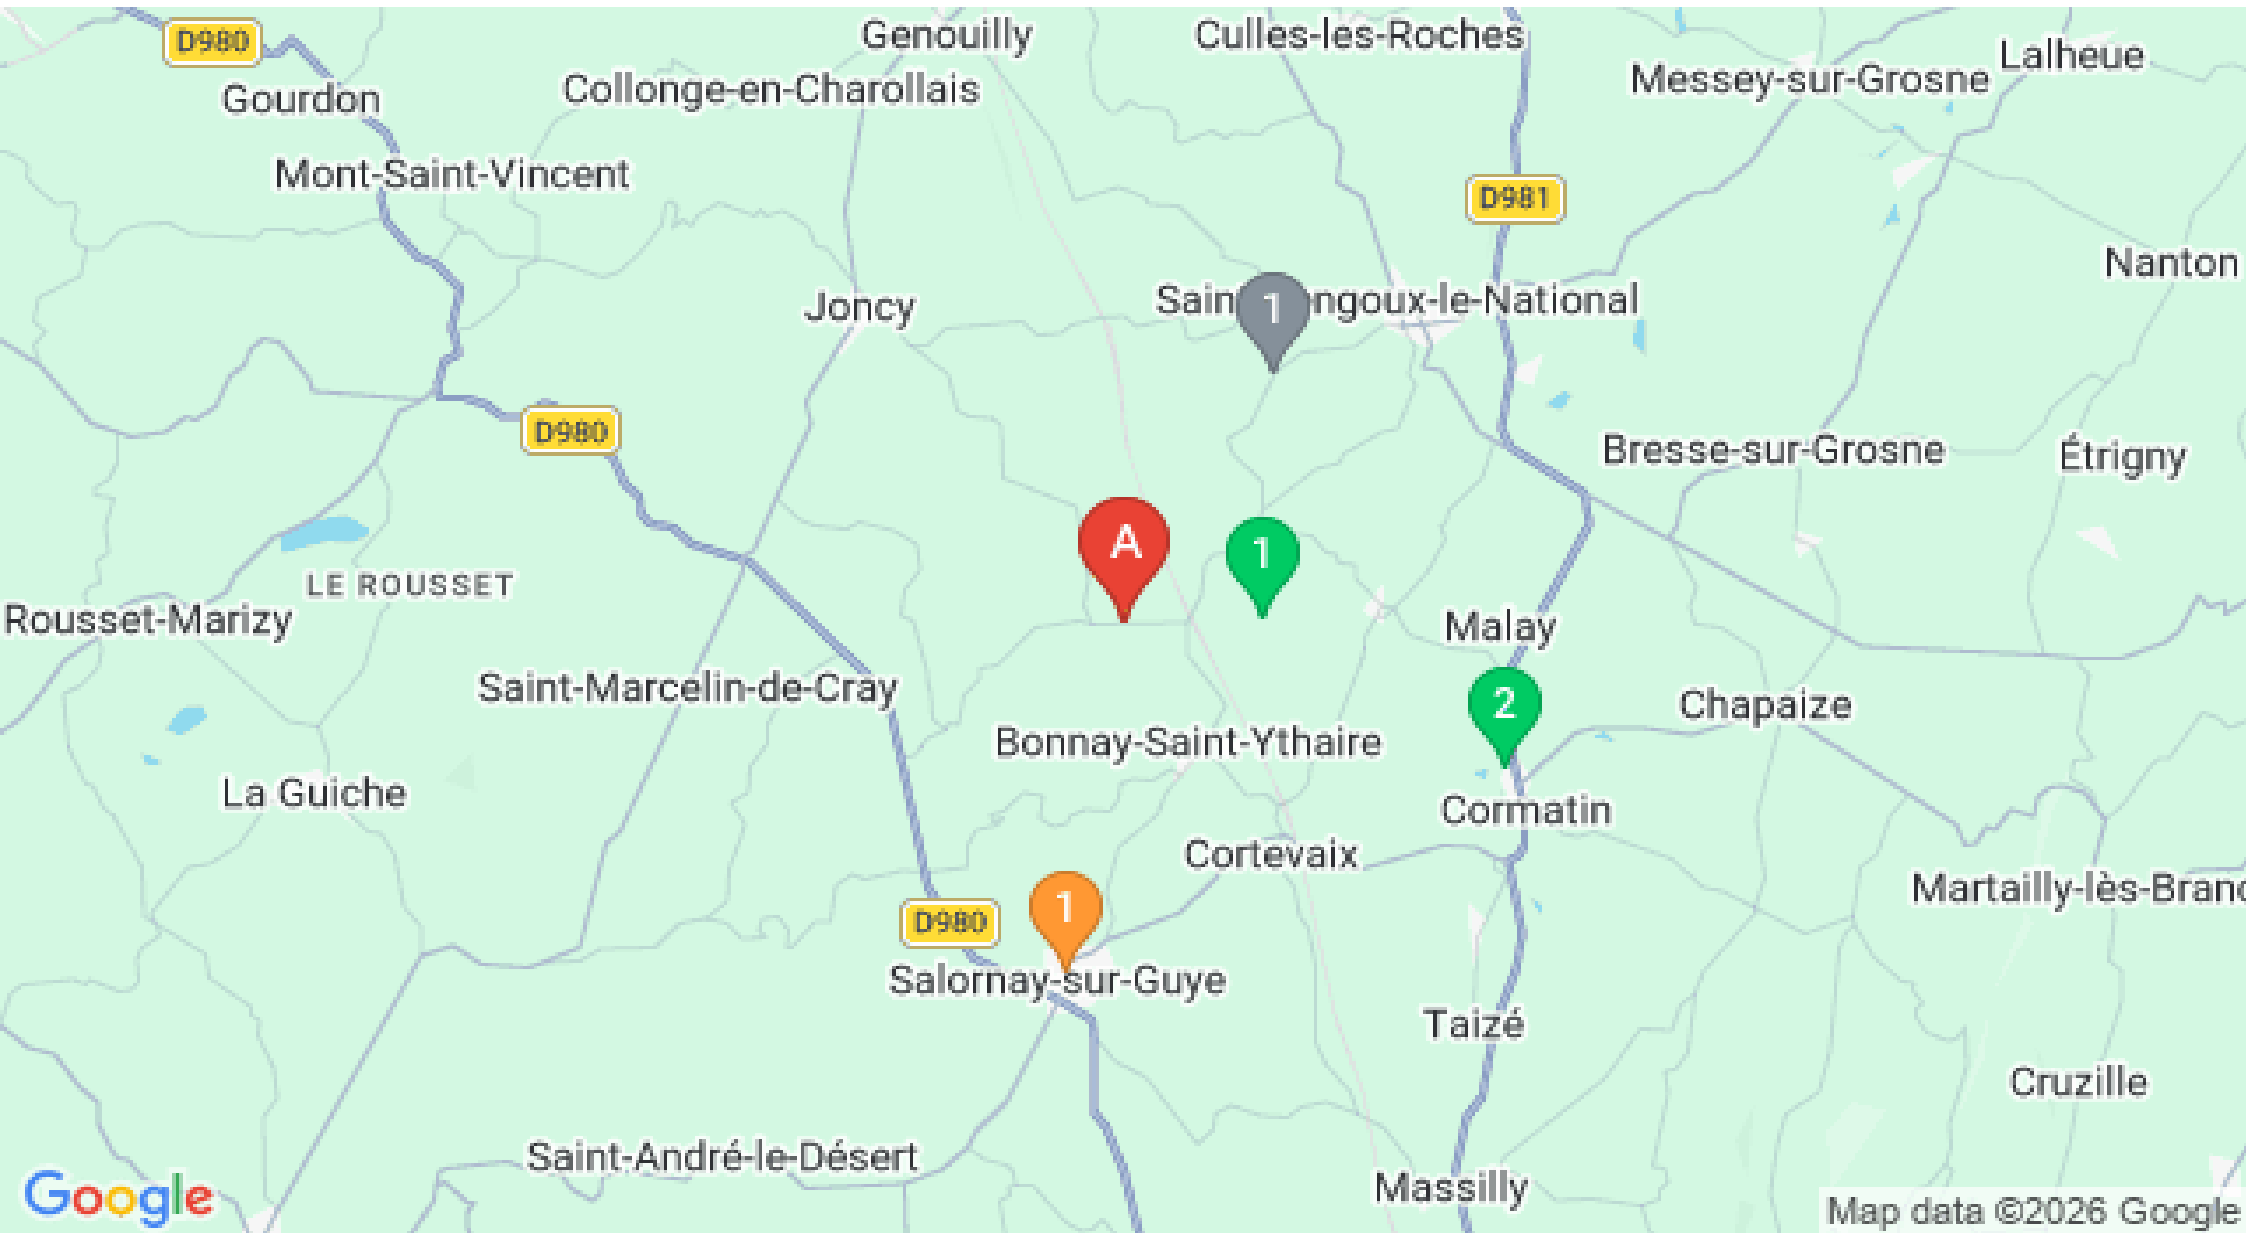 Genouilly
Culles-les-Roches
D980
Lalheue
Messey-sur-Grosne
Collonge-en-Charollais
Gourdon
Mont-Saint-Vincent
D981
Nanton
Joncy
Sain
1
ngoux-le-National
D980
Bresse-sur-Grosne
Étrigny
A
1
LE ROUSSET
Rousset-Marizy
Malay
Saint-Marcelin-de-Cray
2
Chapaize
Bonnay-Saint-Ythaire
La Guiche
Cormatin
Cortevaix
Martailly-lès-Branc
1
D980
Salornay-sur-Guye
Taizé
Cruzille
Saint-André-le-Désert
Massilly
Google
Map data ©2026 Google